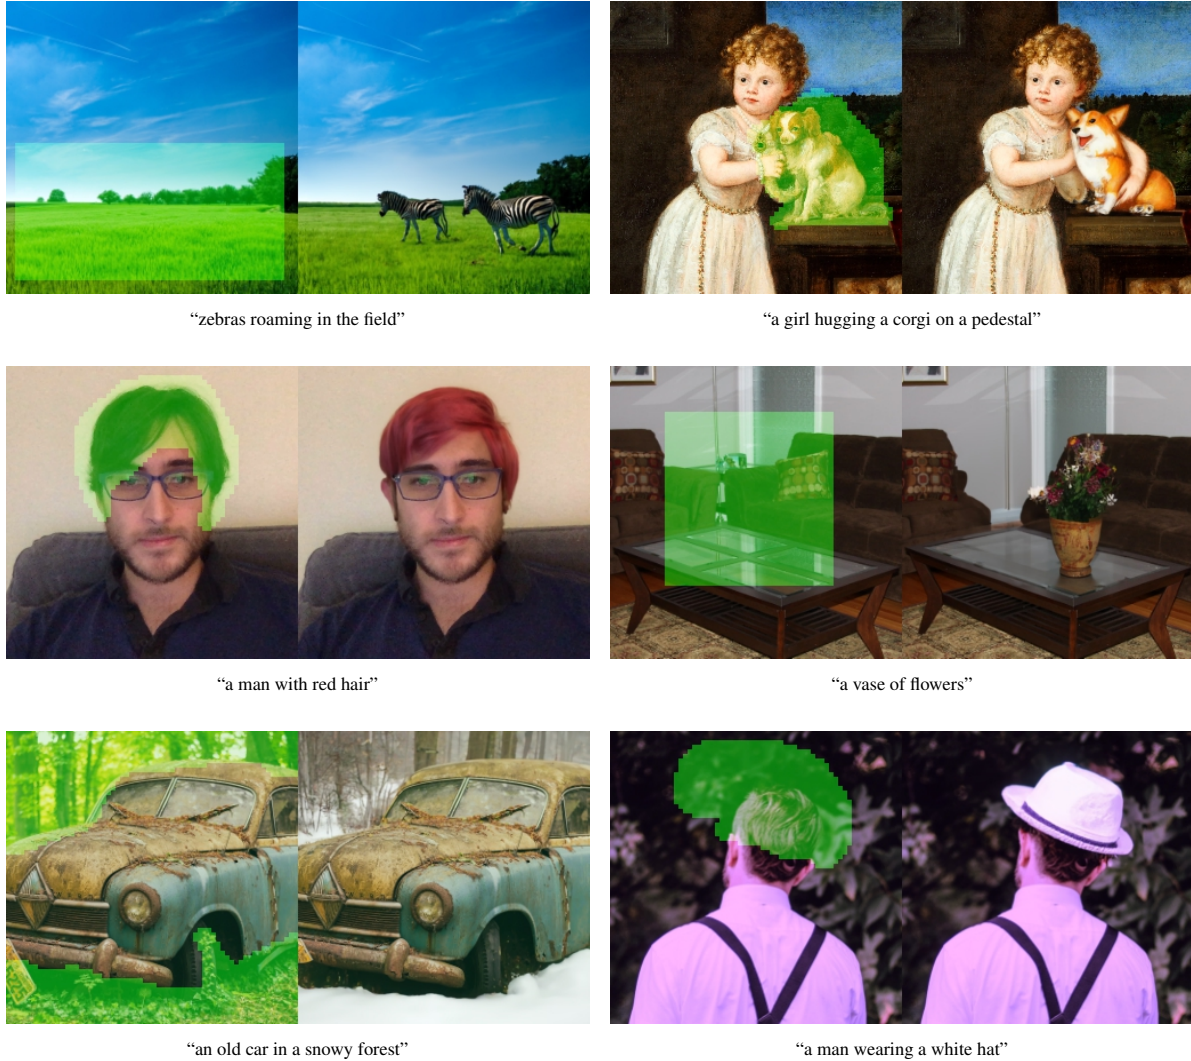 “zebras roaming in the field”
“a girl hugging a corgi on a pedestal”
“a man with red hair”
“a vase of flowers”
“an old car in a snowy forest”
“a man wearing a white hat”